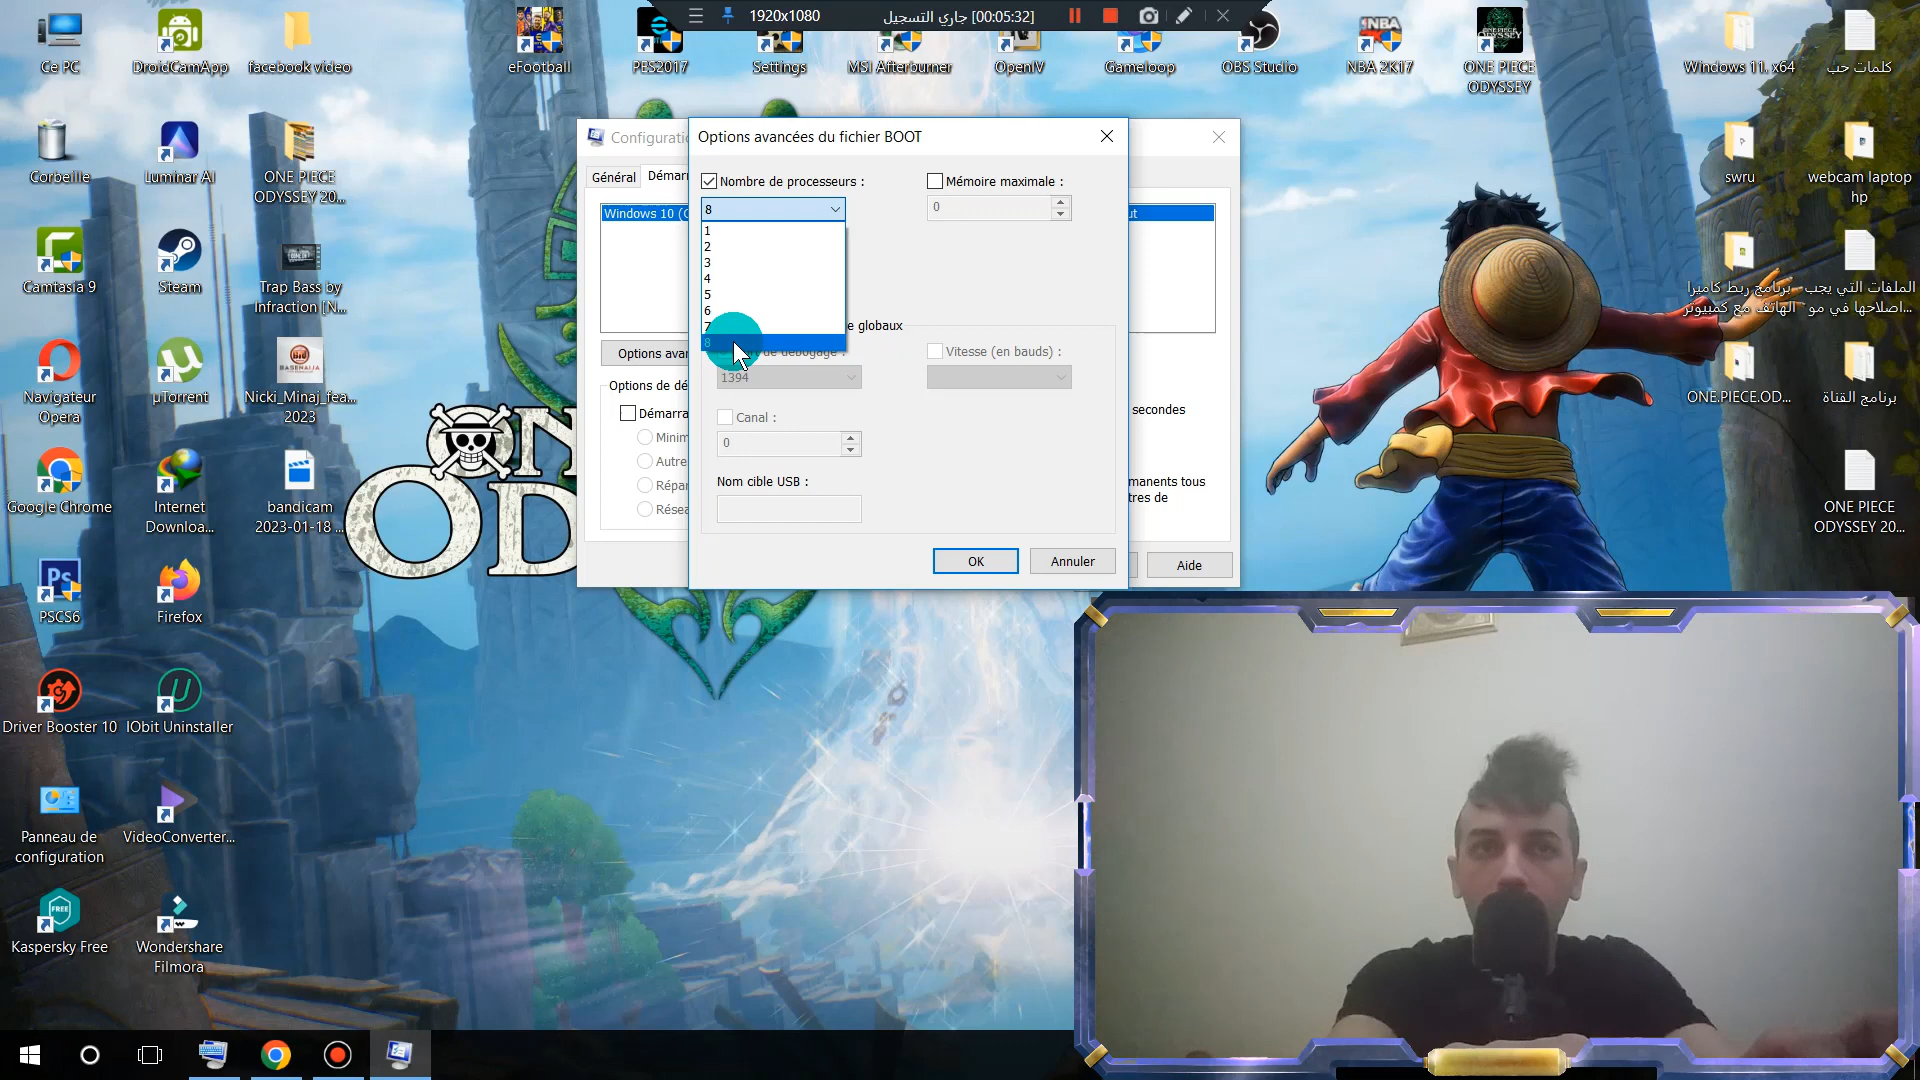 1920x1080
جاري التسجيل [00:05:32]
Ce PC
DroidCamApp
facebook video
eFootball
PES2017
Settings
MSI Afterburner
OpenIV
Gameloop
OBS Studio
NBA 2K17
ONE PIECE
ODYSSEY
Windows 11. x64
كلمات حب
Corbeille
Luminar AI
ONE PIECE
ODYSSEY 20...
swru
webcam laptop
hp
Camtasia 9
Steam
Trap Bass by
Infraction [N...
برنامج ربط كاميرا
الهاتف مع كمبيوتر
الملفات التي يجب
اصلاحها في مو...
Navigateur
Opera
µTorrent
Nicki_Minaj_fea...
2023
ONE.PIECE.OD...
برنامج القناة
Google Chrome
Internet
Downloa...
bandicam
2023-01-18 ...
ONE PIECE
ODYSSEY 20...
PSCS6
Firefox
Driver Booster 10
IObit Uninstaller
Panneau de
configuration
VideoConverter...
Kaspersky Free
Wondershare
Filmora
Configuratio
Général
Démarr
Windows 10 (C
ut
Options avan
Options de dé
Démarra
Minim
Autre
Répar
Résea
secondes
manents tous
tres de
Aide
Options avancées du fichier BOOT
Nombre de processeurs :
Mémoire maximale :
8
0
1
2
3
4
5
6
7
8
e globaux
de débogage :
Vitesse (en bauds) :
1394
Canal :
0
Nom cible USB :
OK
Annuler